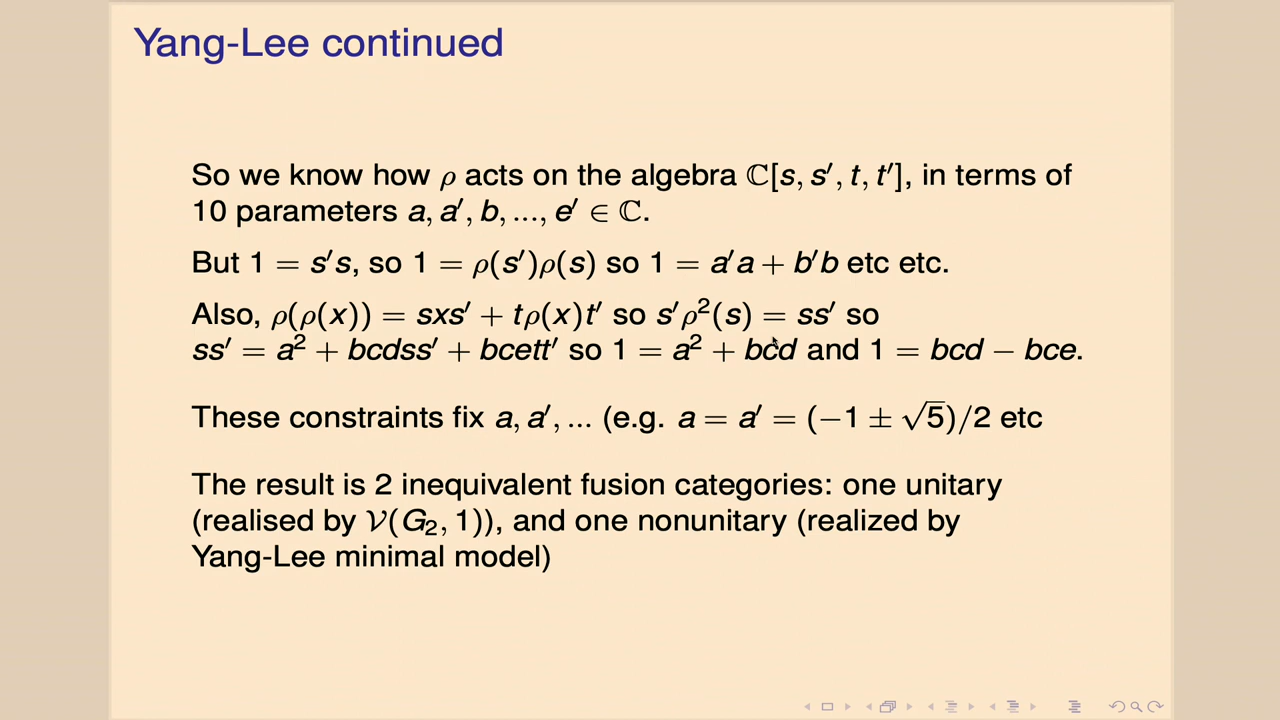 Yang-Lee continued
So we know how ρ acts on the algebra ℂ[s, s′, t, t′], in terms of
10 parameters a, a′, b, ..., e′ ∈ ℂ.
But 1 = s′s, so 1 = ρ(s′)ρ(s) so 1 = a′a + b′b etc etc.
Also, ρ(ρ(x)) = sxs′ + tρ(x)t′ so s′ρ²(s) = ss′ so
ss′ = a² + bcdss′ + bcett′ so 1 = a² + bcd and 1 = bcd − bce.
These constraints fix a, a′, ... (e.g. a = a′ = (−1 ± √5)/2 etc
The result is 2 inequivalent fusion categories: one unitary
(realised by 𝒱(G₂, 1)), and one nonunitary (realized by
Yang-Lee minimal model)